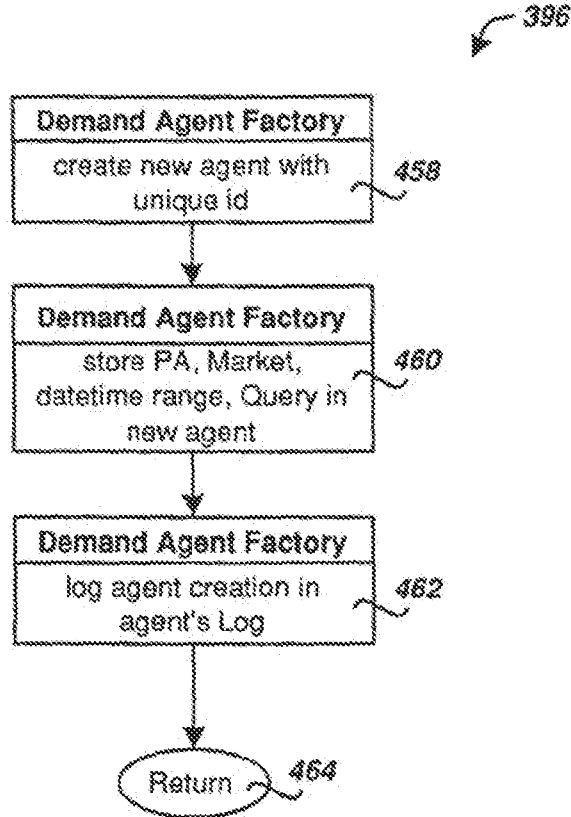 396
Demand Agent Factory
create new agent with
unique id
458
Demand Agent Factory
store PA, Market,
datetime range, Query in
new agent
460
Demand Agent Factory
log agent creation in
agent's Log
462
Return
464